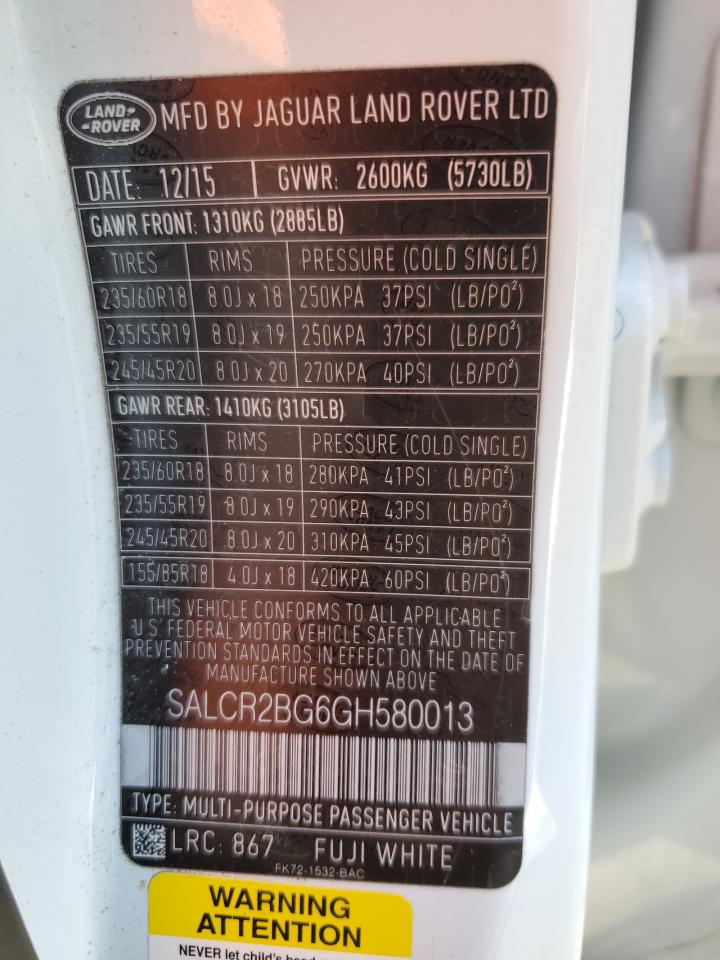 LAND-
-ROVER
MFD BY JAGUAR LAND ROVER LTD
DATE: 12/15 GVWR: 2600KG (5730LB)
GAWR FRONT: 1310KG (2885LB)
TIRES RIMS PRESSURE (COLD SINGLE)
235/60R18 8.0J x 18 250KPA 37PSI (LB/PO²)
235/55R19 8.0J x 19 250KPA 37PSI (LB/PO²)
245/45R20 8.0J x 20 270KPA 40PSI (LB/PO²)
GAWR REAR: 1410KG (3105LB)
TIRES RIMS PRESSURE (COLD SINGLE)
235/60R18 8.0J x 18 280KPA 41PSI (LB/PO²)
235/55R19 8.0J x 19 290KPA 43PSI (LB/PO²)
245/45R20 8.0J x 20 310KPA 45PSI (LB/PO²)
155/85R18 4.0J x 18 420KPA 60PSI (LB/PO²)
THIS VEHICLE CONFORMS TO ALL APPLICABLE
U.S. FEDERAL MOTOR VEHICLE SAFETY AND THEFT
PREVENTION STANDARDS IN EFFECT ON THE DATE OF
MANUFACTURE SHOWN ABOVE
SALCR2BG6GH580013
TYPE: MULTI-PURPOSE PASSENGER VEHICLE
LRC: 867 FUJI WHITE
FK72-1532-BAC
WARNING
ATTENTION
NEVER let child's head